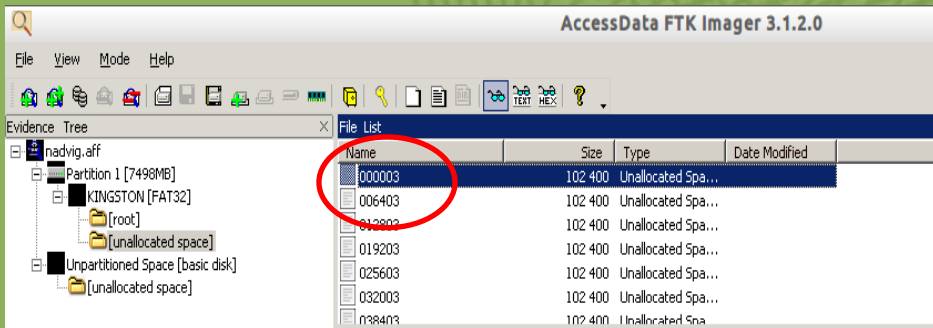 AccessData FTK Imager 3.1.2.0
File View Mode Help
TEXT HEX ?
Evidence Tree
nadvig.aff
Partition 1 [7498MB]
KINGSTON [FAT32]
[root]
[unallocated space]
Unpartitioned Space [basic disk]
[unallocated space]
File List
Name Size Type Date Modified
000003 102 400 Unallocated Spa...
006403 102 400 Unallocated Spa...
012803 102 400 Unallocated Spa...
019203 102 400 Unallocated Spa...
025603 102 400 Unallocated Spa...
032003 102 400 Unallocated Spa...
038403 102 400 Unallocated Spa